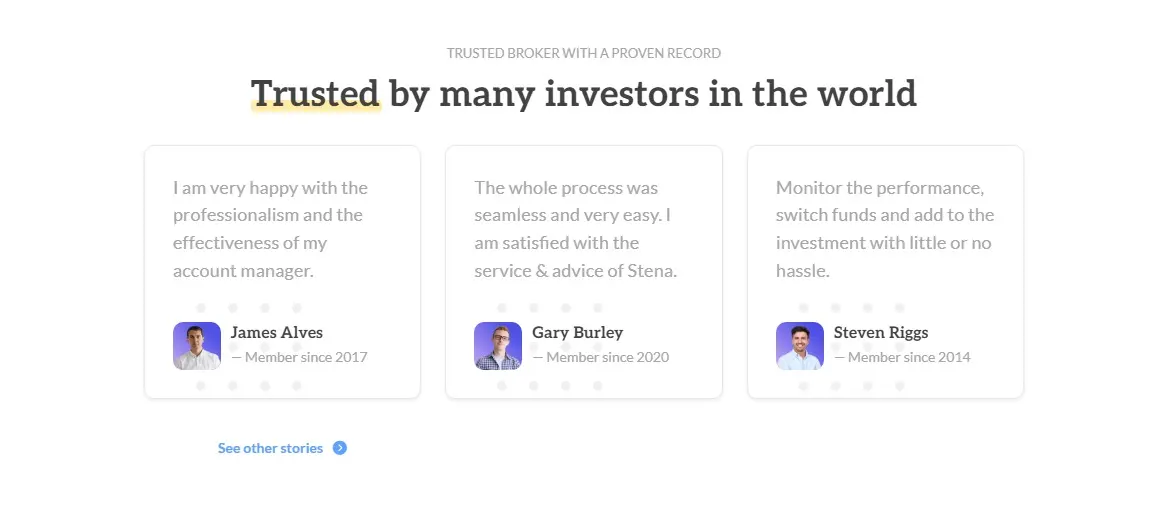 TRUSTED BROKER WITH A PROVEN RECORD
Trusted by many investors in the world
I am very happy with the
professionalism and the
effectiveness of my
account manager.
James Alves
— Member since 2017
The whole process was
seamless and very easy. I
am satisfied with the
service & advice of Stena.
Gary Burley
— Member since 2020
Monitor the performance,
switch funds and add to the
investment with little or no
hassle.
Steven Riggs
— Member since 2014
See other stories